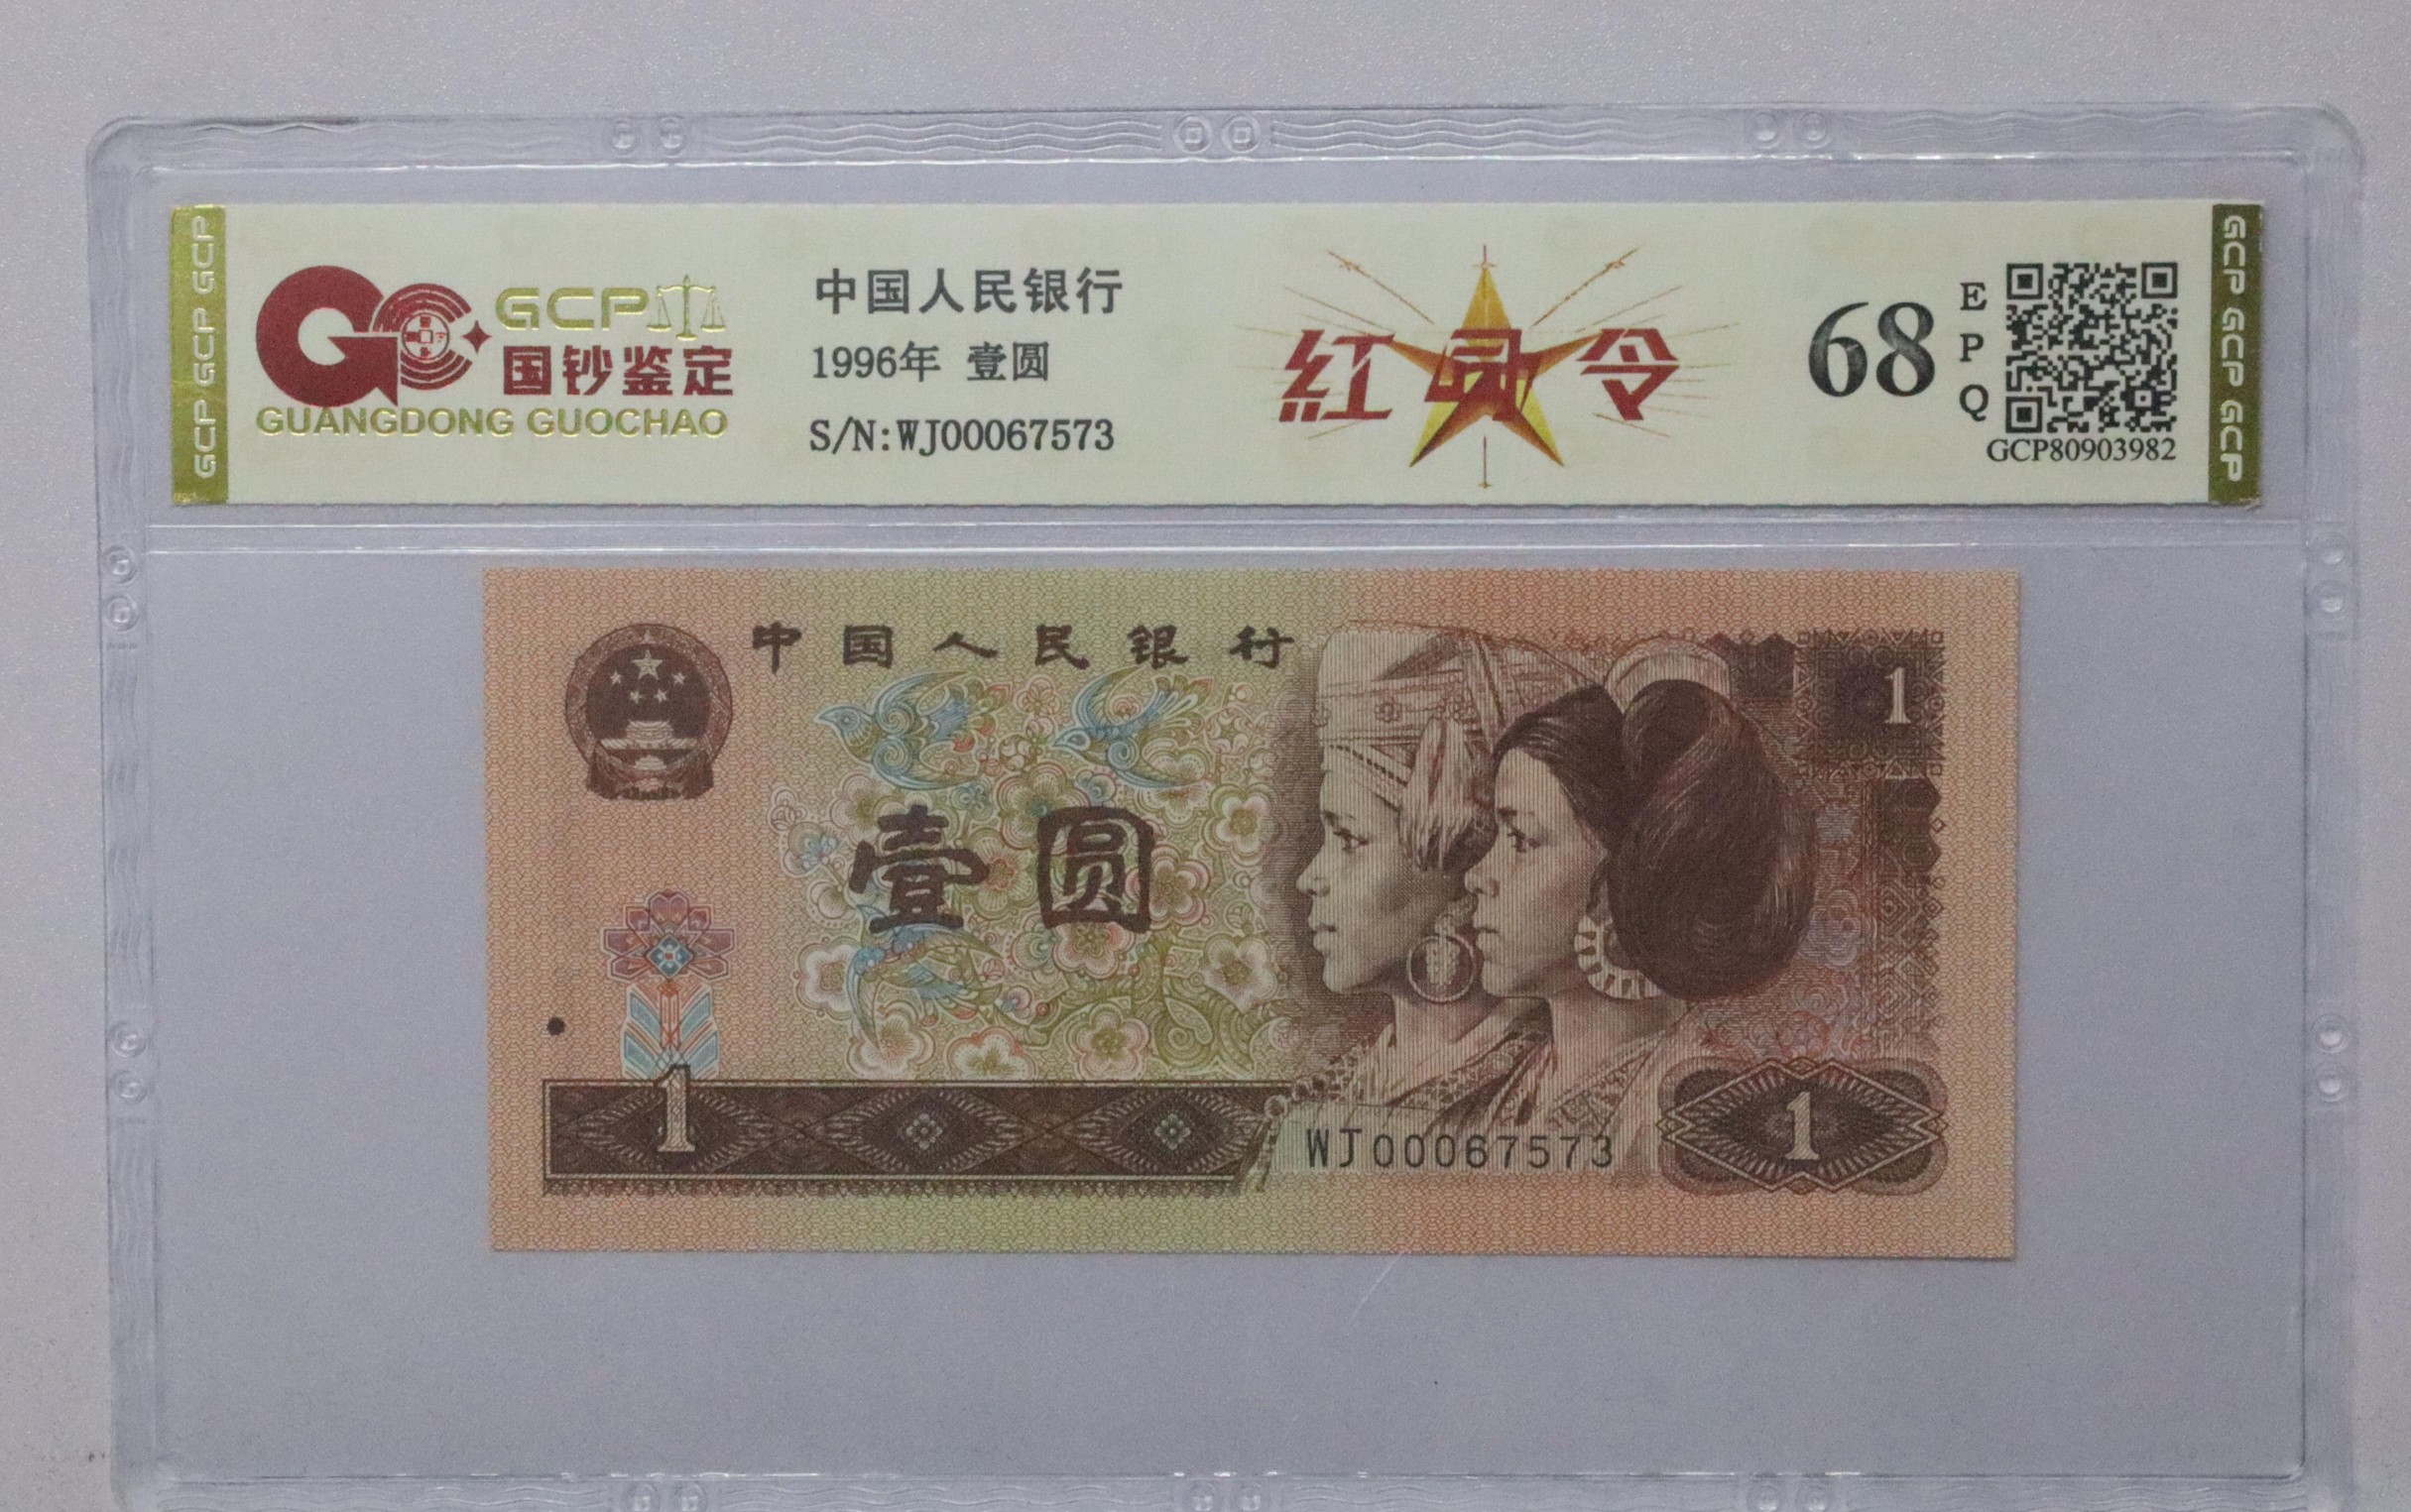 GCP GCP GCP
GCP
国钞鉴定
GUANGDONG GUOCHAO
中国人民银行
1996年 壹圆
S/N:WJ00067573
紅 令
68
EPQ
GCP80903982
GCP GCP GCP
中国人民银行
1
壹圆
1
WJ00067573
1